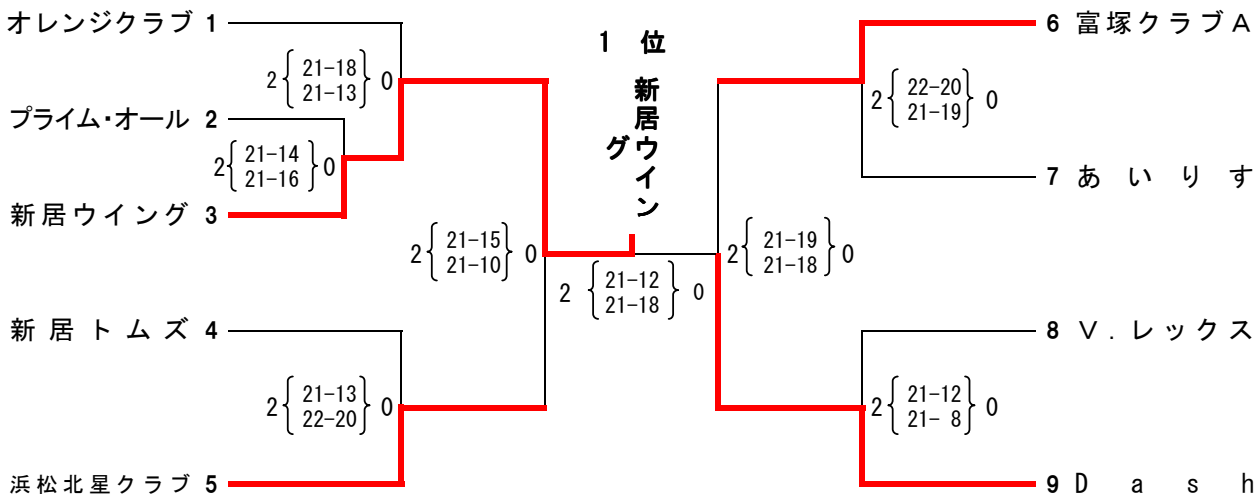 オレンジクラブ 1
2 { 21-18 } 0
21-13
プライム・オール 2
2 { 21-14 } 0
21-16
新居ウイング 3
2 { 21-15 } 0
21-10
新居トムズ 4
2 { 21-13 } 0
22-20
浜松北星クラブ 5
1 位
新居ウイン
グ
2 { 21-12 } 0
21-18
6 富塚クラブA
2 { 22-20 } 0
21-19
7 あいりす
2 { 21-19 } 0
21-18
8 V.レックス
2 { 21-12 } 0
21- 8
9 Dash